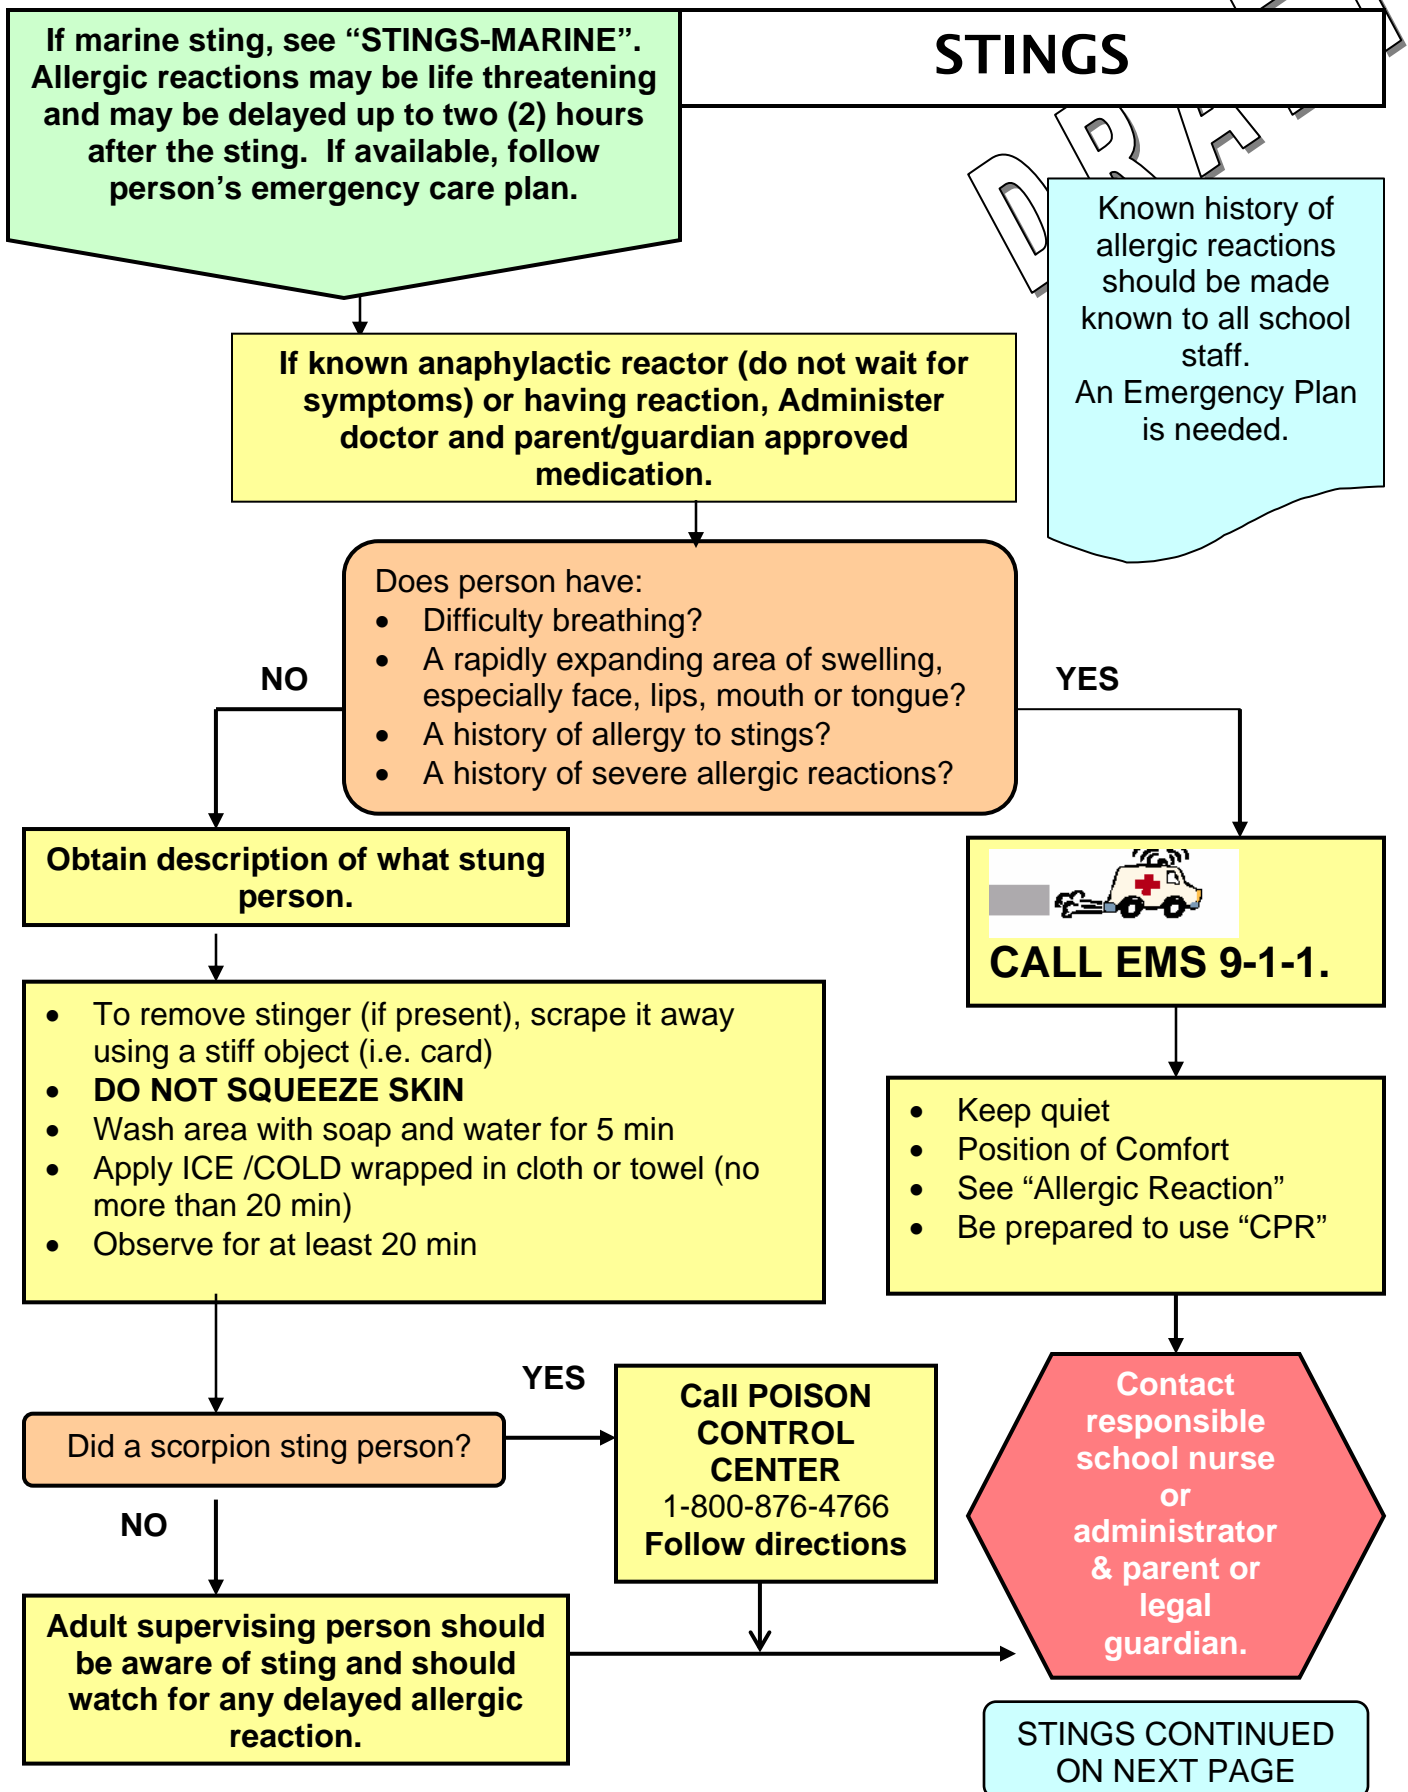 If marine sting, see “STINGS-MARINE”.
Allergic reactions may be life threatening
and may be delayed up to two (2) hours
after the sting.  If available, follow
person’s emergency care plan.
STINGS
DRAFT
Known history of
allergic reactions
should be made
known to all school
staff.
An Emergency Plan
is needed.
If known anaphylactic reactor (do not wait for
symptoms) or having reaction, Administer
doctor and parent/guardian approved
medication.
Does person have:
• Difficulty breathing?
• A rapidly expanding area of swelling,
especially face, lips, mouth or tongue?
• A history of allergy to stings?
• A history of severe allergic reactions?
NO
YES
Obtain description of what stung
person.
CALL EMS 9-1-1.
• To remove stinger (if present), scrape it away
using a stiff object (i.e. card)
• DO NOT SQUEEZE SKIN
• Wash area with soap and water for 5 min
• Apply ICE /COLD wrapped in cloth or towel (no
more than 20 min)
• Observe for at least 20 min
• Keep quiet
• Position of Comfort
• See “Allergic Reaction”
• Be prepared to use “CPR”
Did a scorpion sting person?
YES
NO
Call POISON
CONTROL
CENTER
1-800-876-4766
Follow directions
Contact
responsible
school nurse
or
administrator
& parent or
legal
guardian.
Adult supervising person should
be aware of sting and should
watch for any delayed allergic
reaction.
STINGS CONTINUED
ON NEXT PAGE